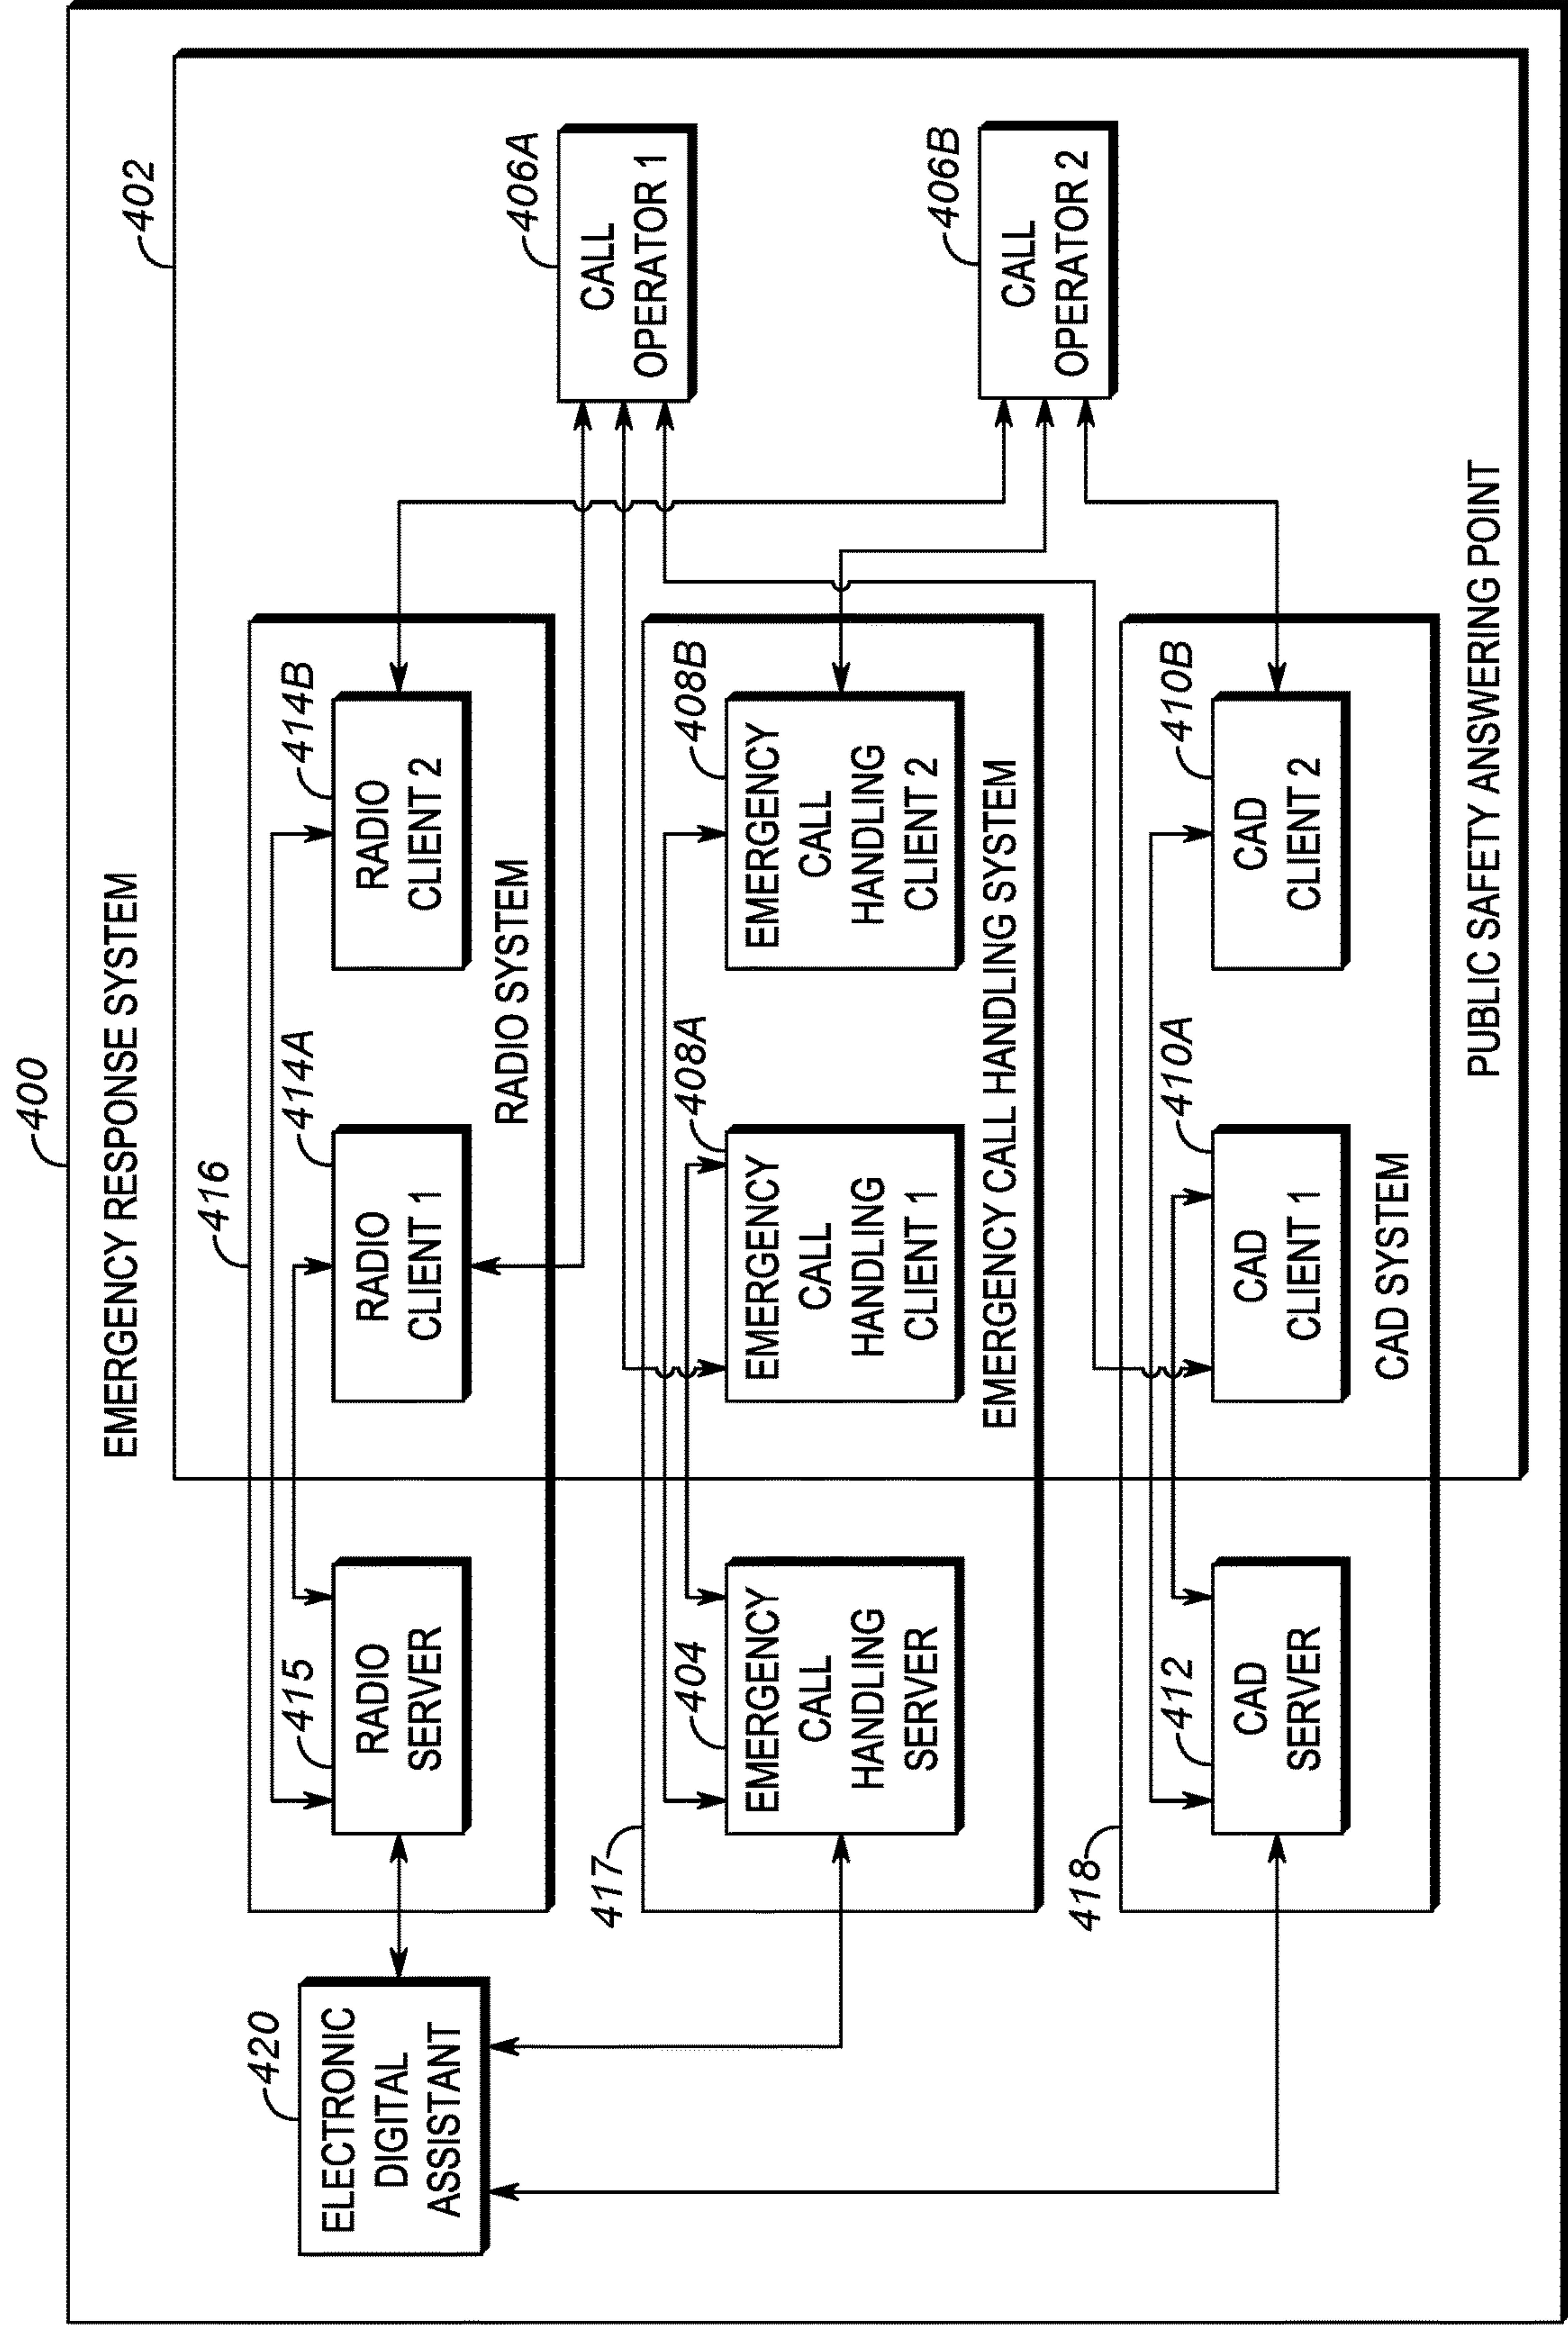 400
EMERGENCY RESPONSE SYSTEM
402
416
420
ELECTRONIC
DIGITAL
ASSISTANT
415
RADIO
SERVER
414A
RADIO
CLIENT 1
414B
RADIO
CLIENT 2
RADIO SYSTEM
406A
CALL
OPERATOR 1
417
404
EMERGENCY
CALL
HANDLING
SERVER
408A
EMERGENCY
CALL
HANDLING
CLIENT 1
408B
EMERGENCY
CALL
HANDLING
CLIENT 2
EMERGENCY CALL HANDLING SYSTEM
406B
CALL
OPERATOR 2
418
412
CAD
SERVER
410A
CAD
CLIENT 1
410B
CAD
CLIENT 2
CAD SYSTEM
PUBLIC SAFETY ANSWERING POINT